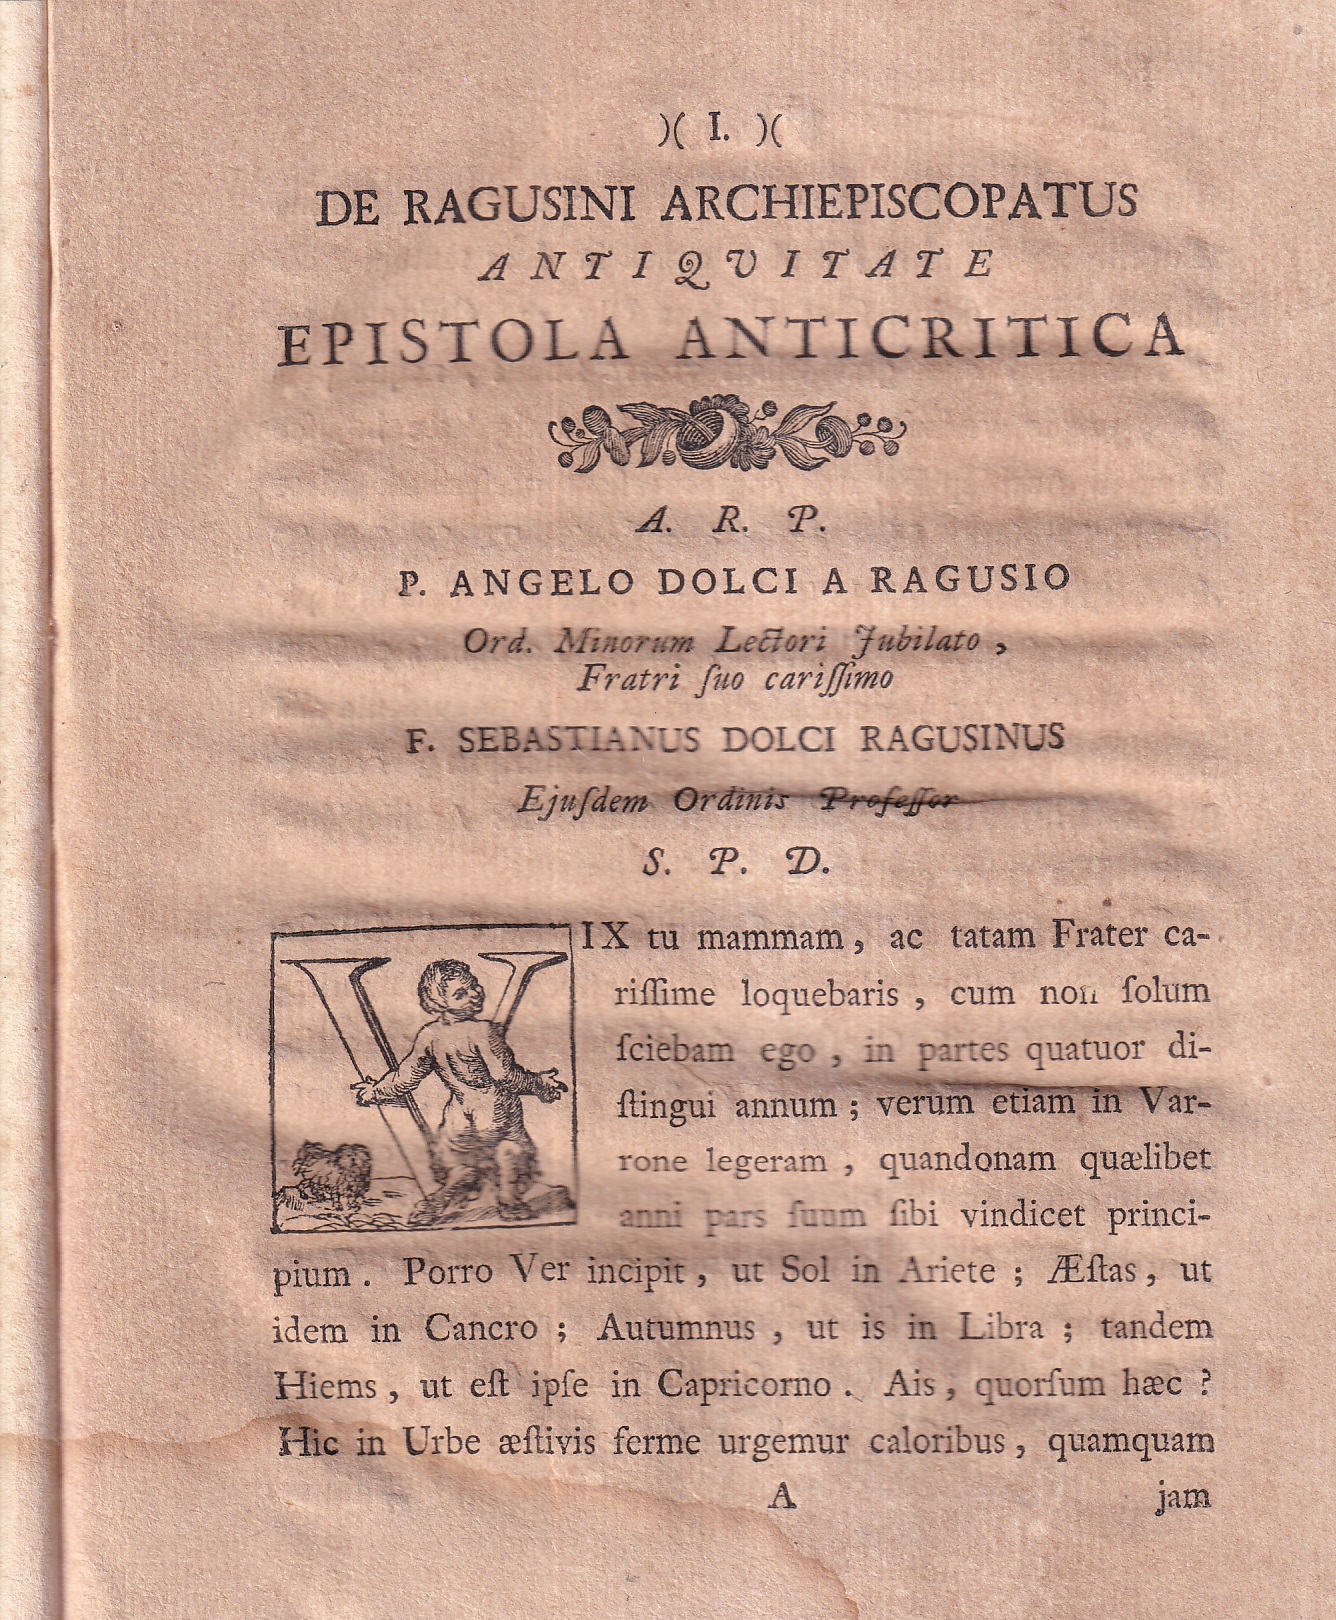 )( I. )(
DE RAGUSINI ARCHIEPISCOPATUS
ANTIQVITATE
EPISTOLA ANTICRITICA
A. R. P.
P. ANGELO DOLCI A RAGUSIO
Ord. Minorum Lectori Jubilato ,
Fratri ſuo cariſſimo
F. SEBASTIANUS DOLCI RAGUSINUS
Ejuſdem Ordinis Profeſſor
S. P. D.
VIX tu mammam , ac tatam Frater ca-
riſſime loquebaris , cum non ſolum
ſciebam ego , in partes quatuor di-
ſtingui annum ; verum etiam in Var-
rone legeram , quandonam quælibet
anni pars ſuum ſibi vindicet princi-
pium . Porro Ver incipit , ut Sol in Ariete ; Æſtas , ut
idem in Cancro ; Autumnus , ut is in Libra ; tandem
Hiems , ut eſt ipſe in Capricorno . Ais , quorſum hæc ?
Hic in Urbe æſtivis ferme urgemur caloribus , quamquam
A jam